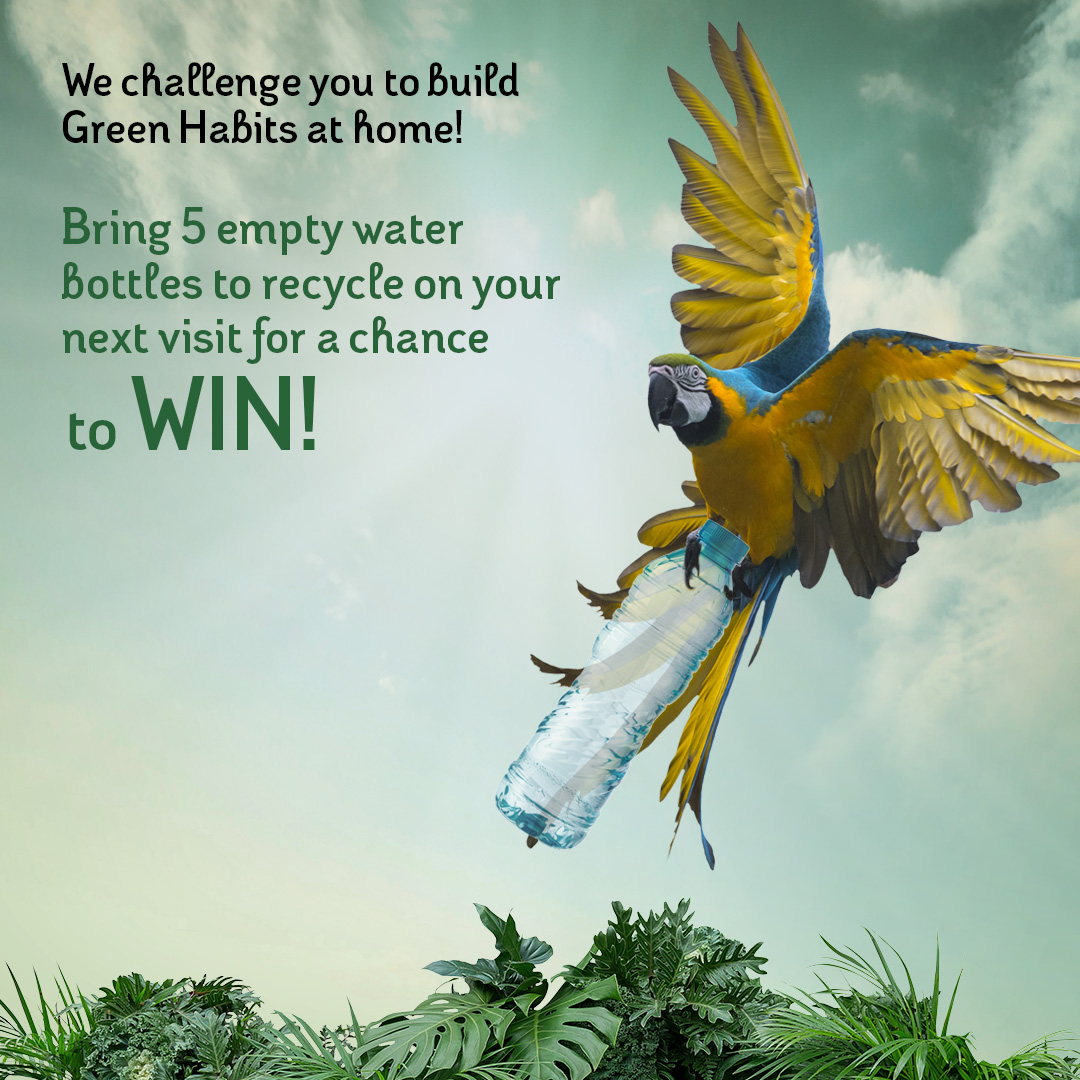 We challenge you to build
Green Habits at home!
Bring 5 empty water
bottles to recycle on your
next visit for a chance
to WIN!